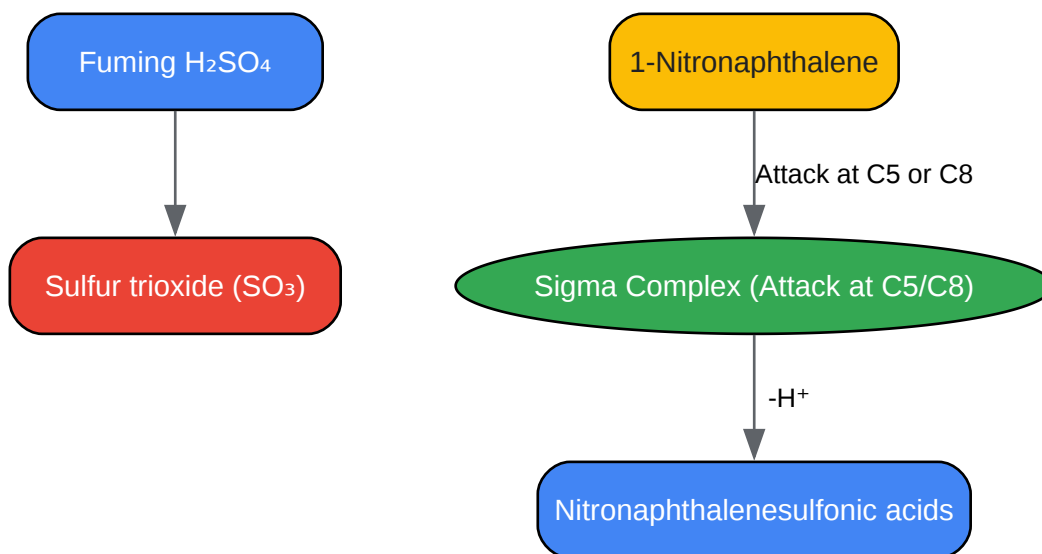 Fuming H₂SO₄
1-Nitronaphthalene
Attack at C5 or C8
Sulfur trioxide (SO₃)
Sigma Complex (Attack at C5/C8)
-H⁺
Nitronaphthalenesulfonic acids